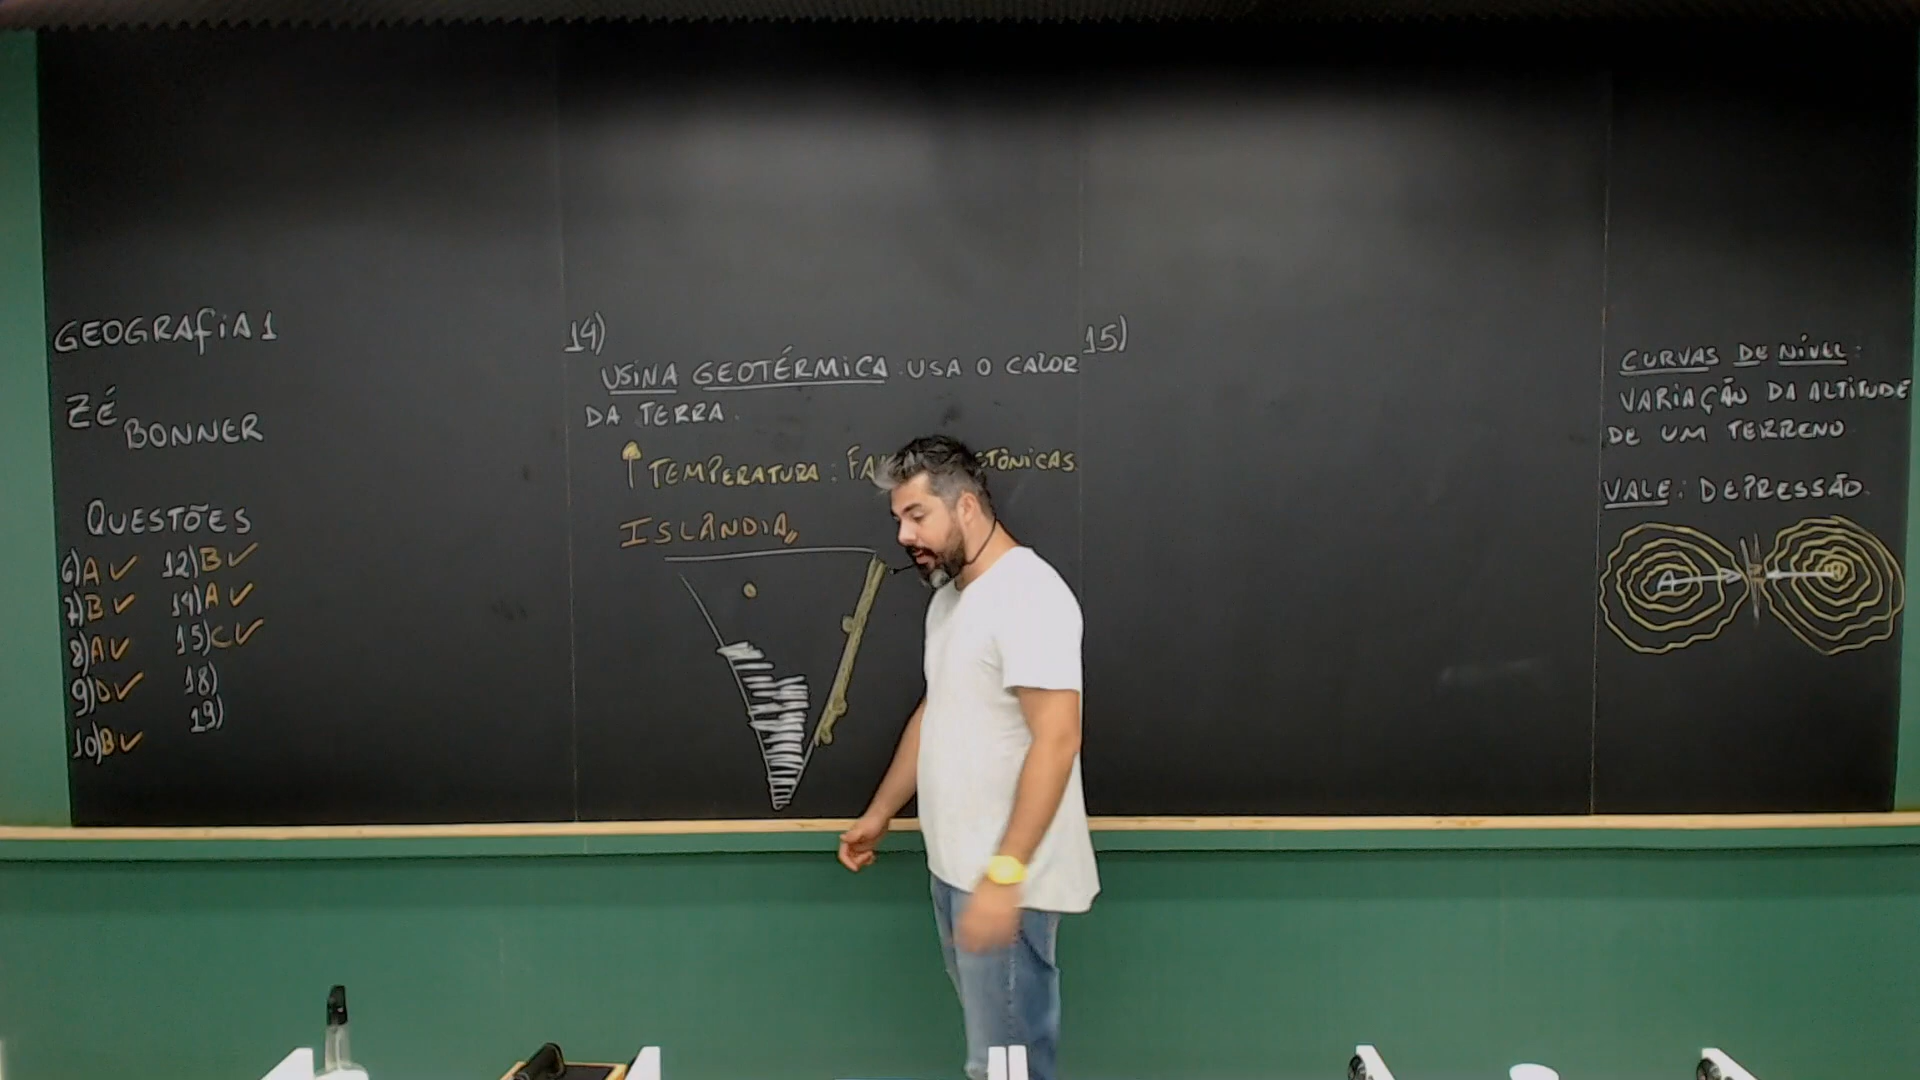 GEOGRAFiA 1
ZÉ
BONNER
QUESTÕES
6)A ✓ 12)B ✓
7)B ✓ 14)A ✓
8)A ✓ 15)C ✓
9)D ✓ 18)
10)B ✓ 19)
14)
USINA GEOTÉRMICA: USA O CALOR
DA TERRA.
↑ TEMPERATURA:
ISLÂNDIA,,
15)
CURVAS DE NÍVEL:
VARIAÇÃO DA ALTITUDE
DE UM TERRENO
VALE: DEPRESSÃO
A